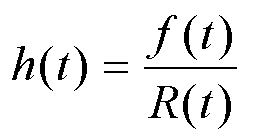 h(t) = f(t) / R(t)